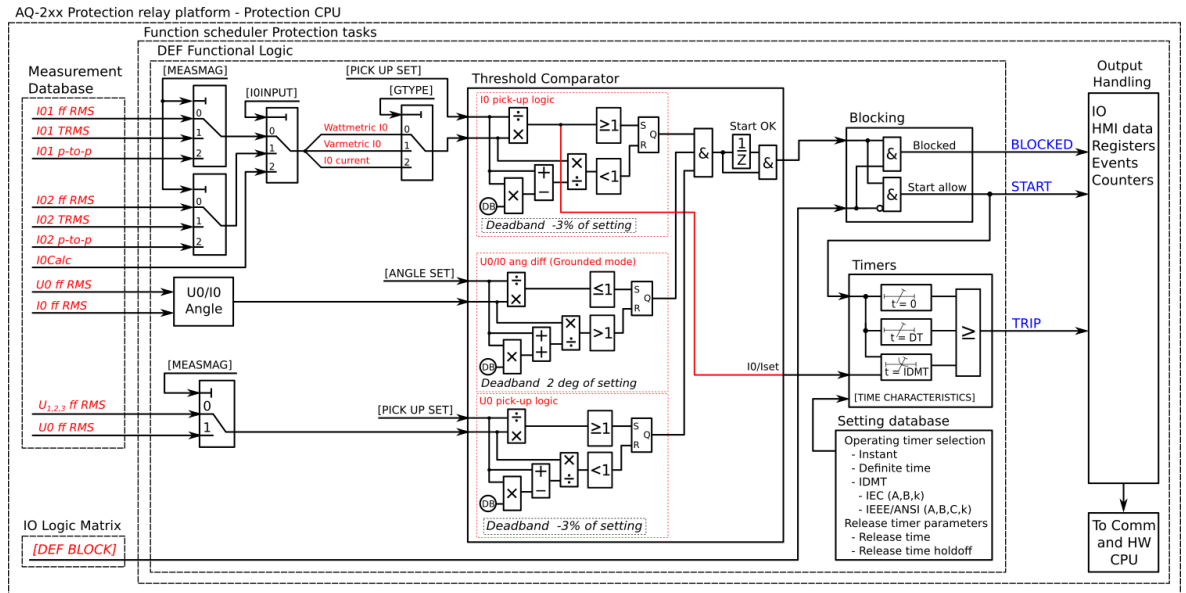 AQ-2xx Protection relay platform - Protection CPU
Function scheduler Protection tasks
DEF Functional Logic
Measurement
Database
I01 ff RMS
I01 TRMS
I01 p-to-p
I02 ff RMS
I02 TRMS
I02 p-to-p
I0Calc
U0 ff RMS
I0 ff RMS
U1,2,3 ff RMS
U0 ff RMS
IO Logic Matrix
[DEF BLOCK]
[MEASMAG]
0
1
2
0
1
2
[I0INPUT]
0
1
2
Wattmetric I0
Varmetric I0
I0 current
[PICK UP SET]
[GTYPE]
0
1
2
U0/I0
Angle
[MEASMAG]
0
1
[ANGLE SET]
[PICK UP SET]
Threshold Comparator
I0 pick-up logic
÷
×
≥1
S
R
Q
×
÷
<1
+
−
DB
×
Deadband -3% of setting
U0/I0 ang diff (Grounded mode)
÷
×
≤1
S
R
Q
×
÷
>1
+
+
DB
×
Deadband 2 deg of setting
U0 pick-up logic
÷
×
≥1
S
R
Q
×
÷
<1
+
−
DB
×
Deadband -3% of setting
&
Start OK
1
Z
&
I0/Iset
Blocking
&
Blocked
&
Start allow
BLOCKED
START
Timers
t = 0
t = DT
t = IDMT
≥
[TIME CHARACTERISTICS]
TRIP
Setting database
Operating timer selection
- Instant
- Definite time
- IDMT
- IEC (A,B,k)
- IEEE/ANSI (A,B,C,k)
Release timer parameters
- Release time
- Release time holdoff
Output
Handling
IO
HMI data
Registers
Events
Counters
To Comm
and HW
CPU